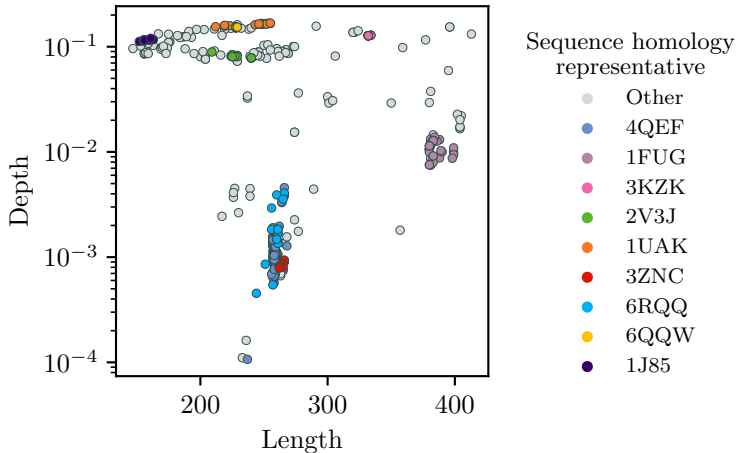 10⁻¹
10⁻²
10⁻³
10⁻⁴
Depth
200
300
400
Length
Sequence homology
representative
Other
4QEF
1FUG
3KZK
2V3J
1UAK
3ZNC
6RQQ
6QQW
1J85